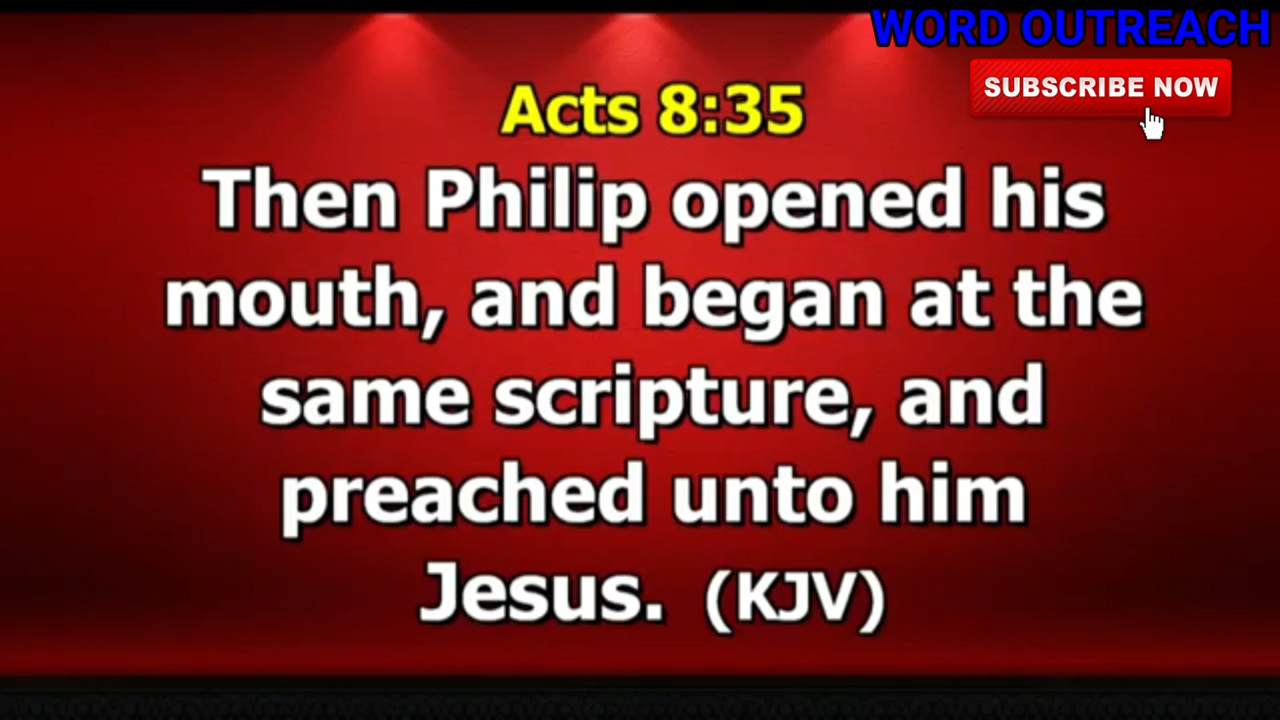 WORD OUTREACH
SUBSCRIBE NOW
Acts 8:35
Then Philip opened his
mouth, and began at the
same scripture, and
preached unto him
Jesus. (KJV)